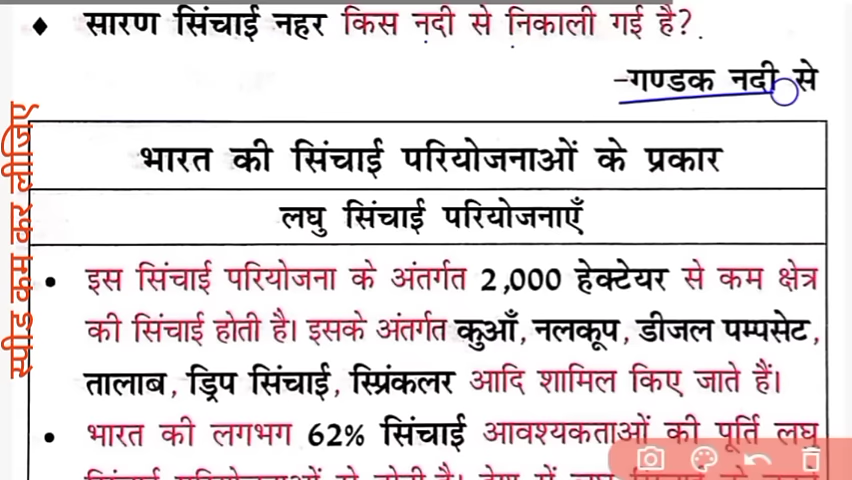 ♦ सारण सिंचाई नहर किस नदी से निकाली गई है?
-गण्डक नदी से
स्पीड कम कर लीजिए
भारत की सिंचाई परियोजनाओं के प्रकार
लघु सिंचाई परियोजनाएँ
• इस सिंचाई परियोजना के अंतर्गत 2,000 हेक्टेयर से कम क्षेत्र
की सिंचाई होती है। इसके अंतर्गत कुआँ, नलकूप, डीजल पम्पसेट,
तालाब, ड्रिप सिंचाई, स्प्रिंकलर आदि शामिल किए जाते हैं।
• भारत की लगभग 62% सिंचाई आवश्यकताओं की पूर्ति लघु